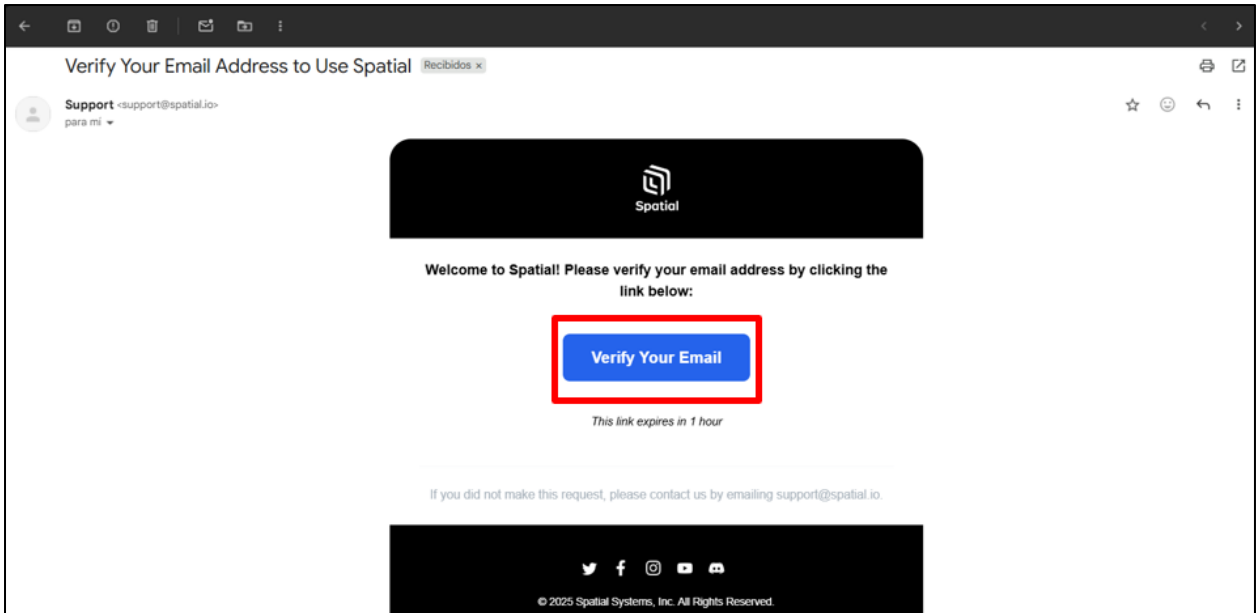 Verify Your Email Address to Use Spatial Recibidos x
Support <support@spatial.io>
para mí
Spatial
Welcome to Spatial! Please verify your email address by clicking the
link below:
Verify Your Email
This link expires in 1 hour
If you did not make this request, please contact us by emailing support@spatial.io.
© 2025 Spatial Systems, Inc. All Rights Reserved.